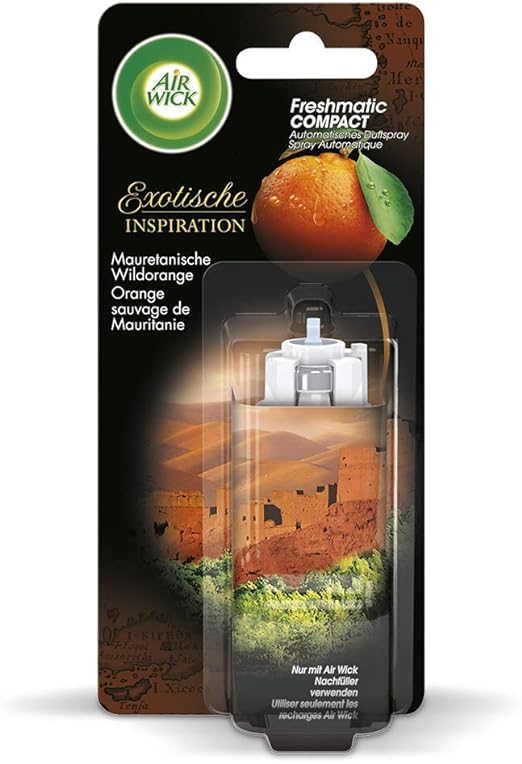 AIR
WICK
Freshmatic
COMPACT
Automatisches Duftspray
Spray Automatique
Exotische
INSPIRATION
Mauretanische
Wildorange
Orange
sauvage de
Mauritanie
Nur mit Air Wick
Nachfüller
verwenden
Utiliser seulement les
recharges Air Wick